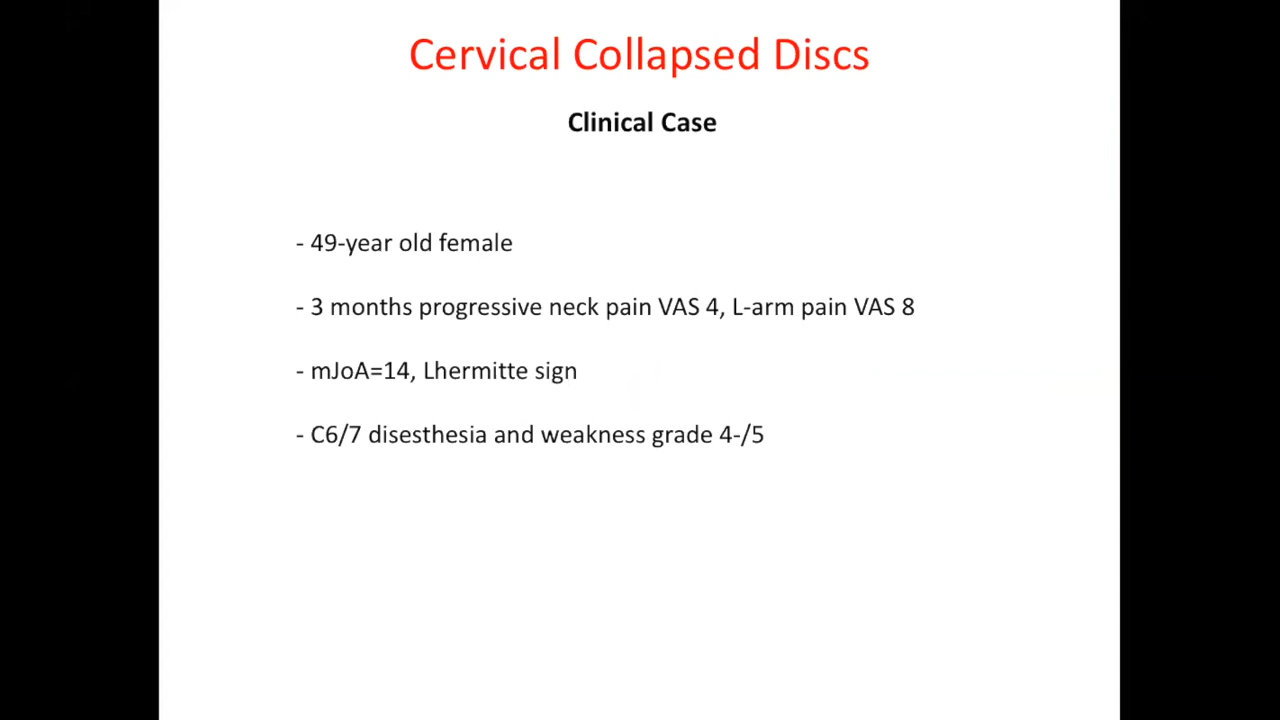 Cervical Collapsed Discs
Clinical Case
- 49-year old female
- 3 months progressive neck pain VAS 4, L-arm pain VAS 8
- mJoA=14, Lhermitte sign
- C6/7 disesthesia and weakness grade 4-/5